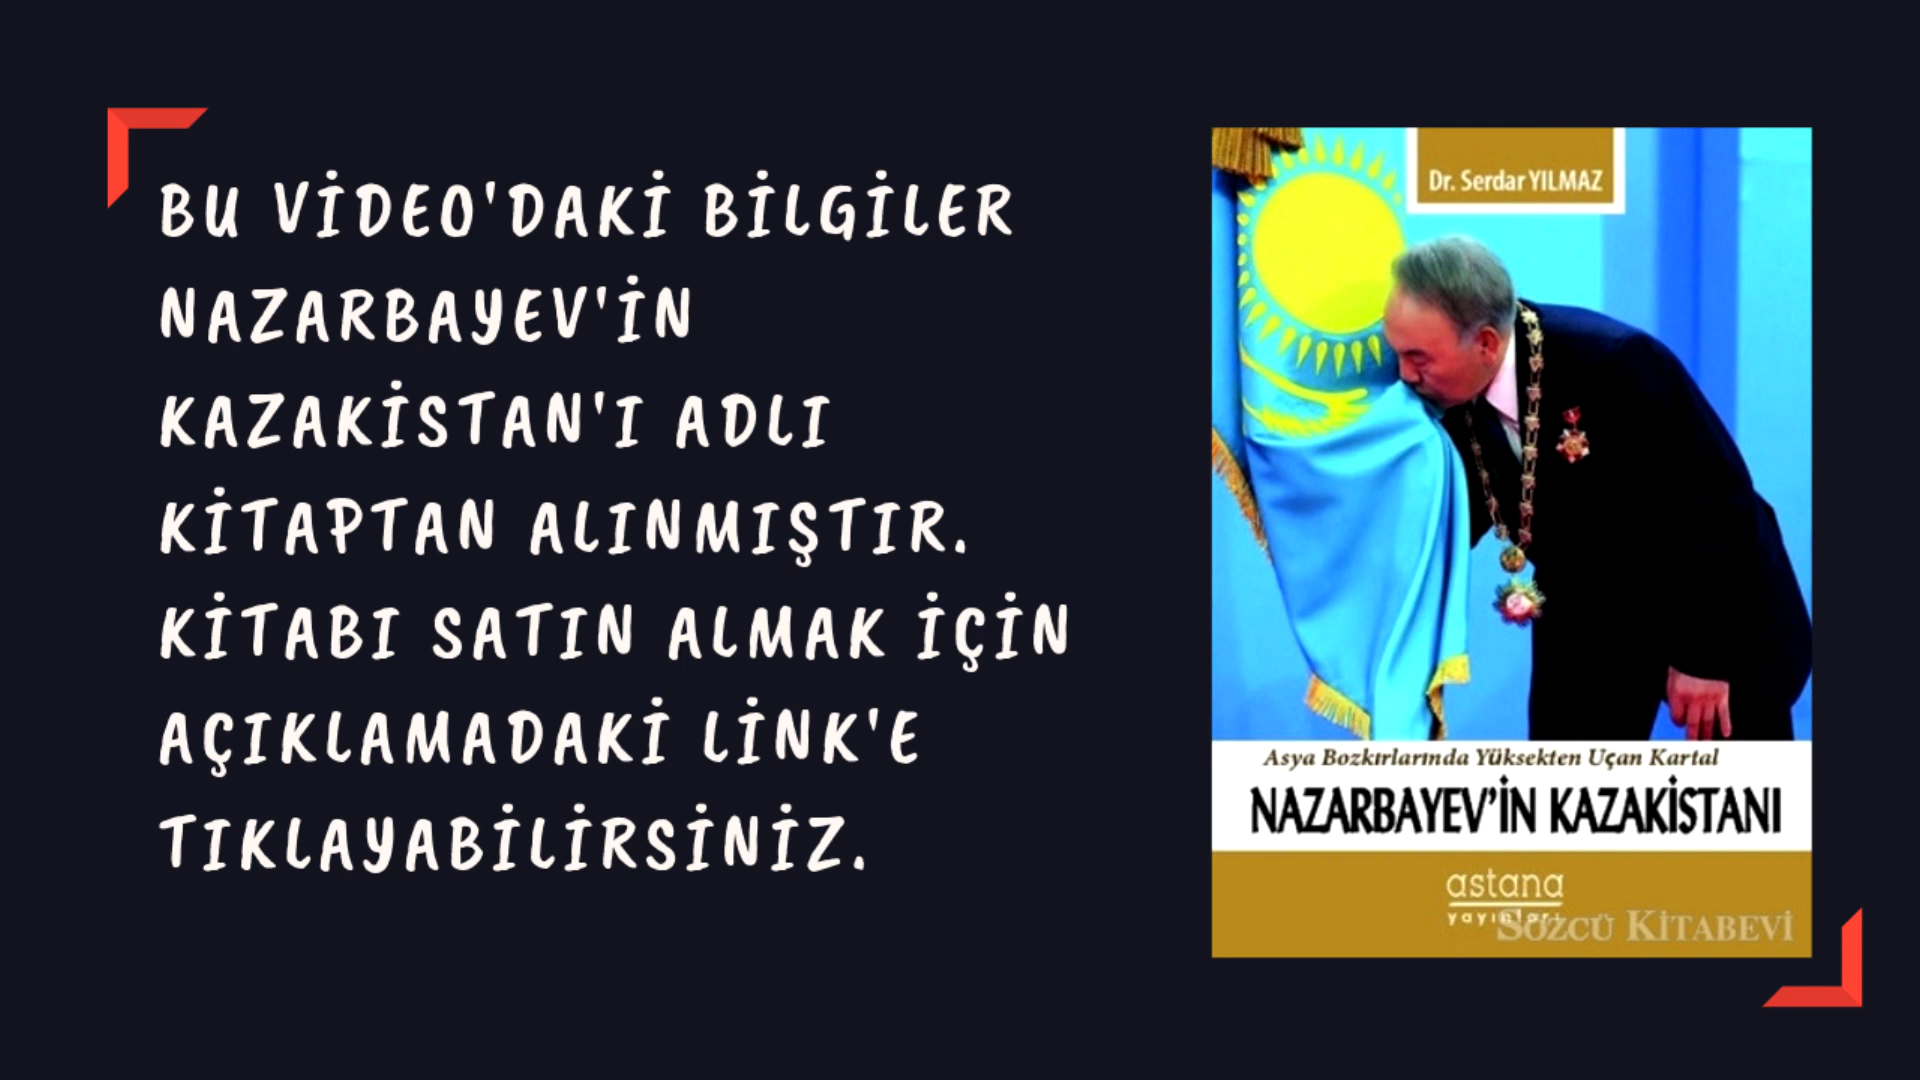 BU VİDEO'DAKİ BİLGİLER
NAZARBAYEV'İN
KAZAKİSTAN'I ADLI
KİTAPTAN ALINMIŞTIR.
KİTABI SATIN ALMAK İÇİN
AÇIKLAMADAKİ LİNK'E
TIKLAYABİLİRSİNİZ.
Dr. Serdar YILMAZ
Asya Bozkırlarında Yüksekten Uçan Kartal
NAZARBAYEV'İN KAZAKİSTANI
astana
yayınları
SÖZCÜ KİTABEVİ